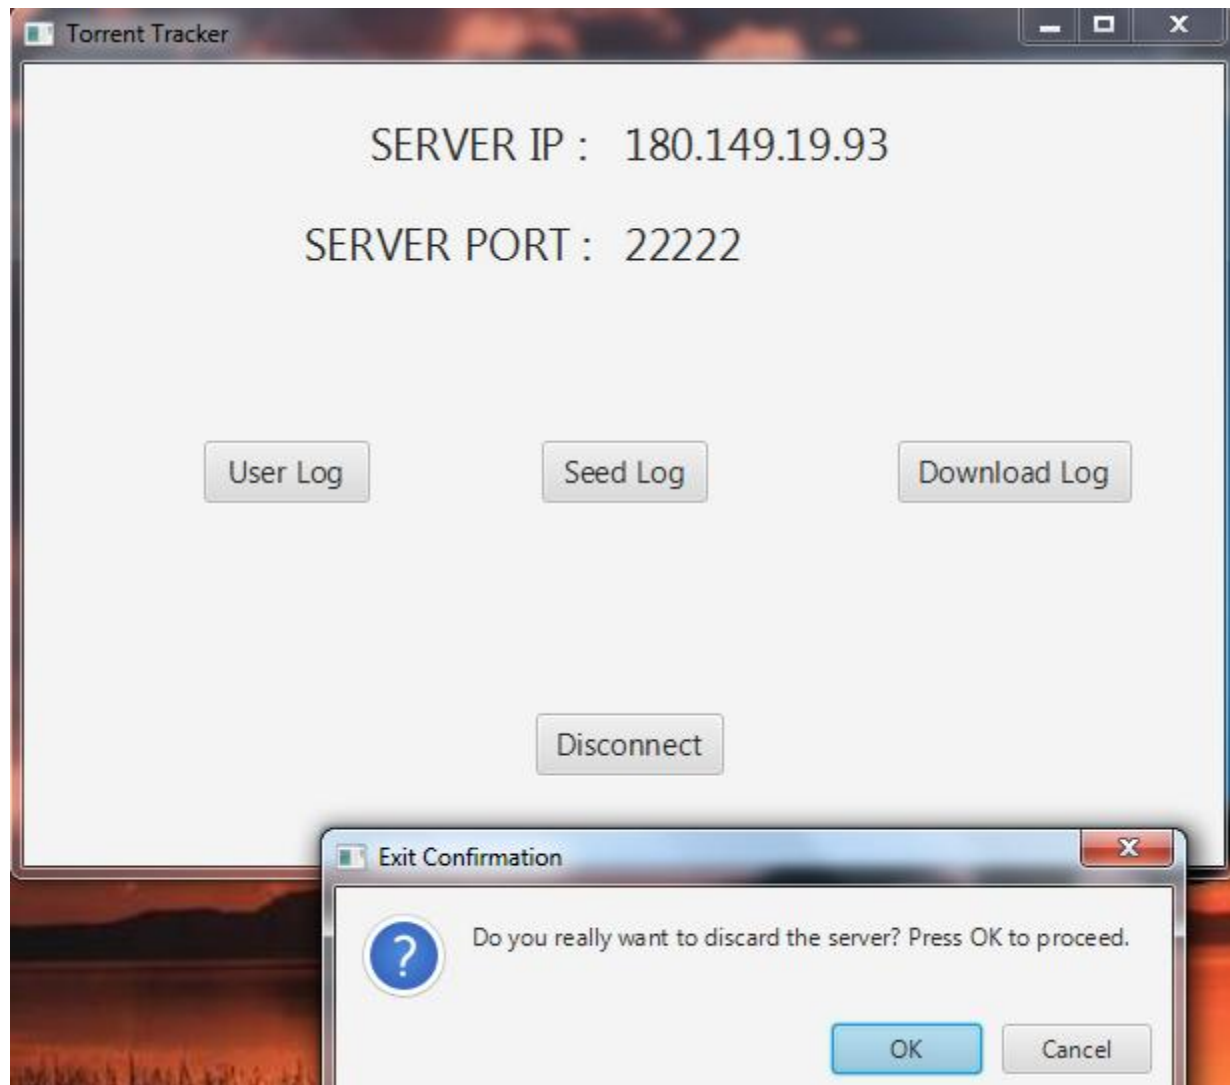 Torrent Tracker
SERVER IP : 180.149.19.93
SERVER PORT : 22222
User Log Seed Log Download Log
Disconnect
Exit Confirmation
Do you really want to discard the server? Press OK to proceed.
OK Cancel